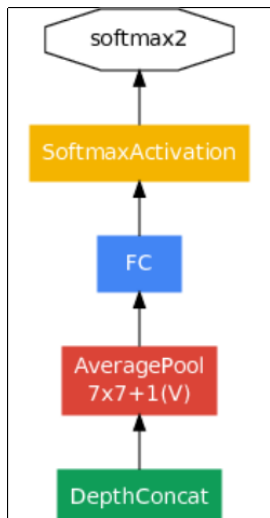 softmax2
SoftmaxActivation
FC
AveragePool
7x7+1(V)
DepthConcat